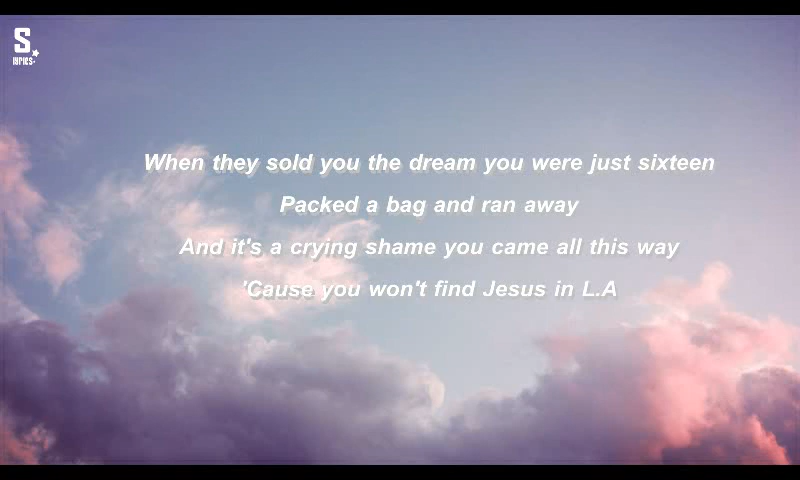 S.
lyrics
When they sold you the dream you were just sixteen
Packed a bag and ran away
And it's a crying shame you came all this way
'Cause you won't find Jesus in L.A